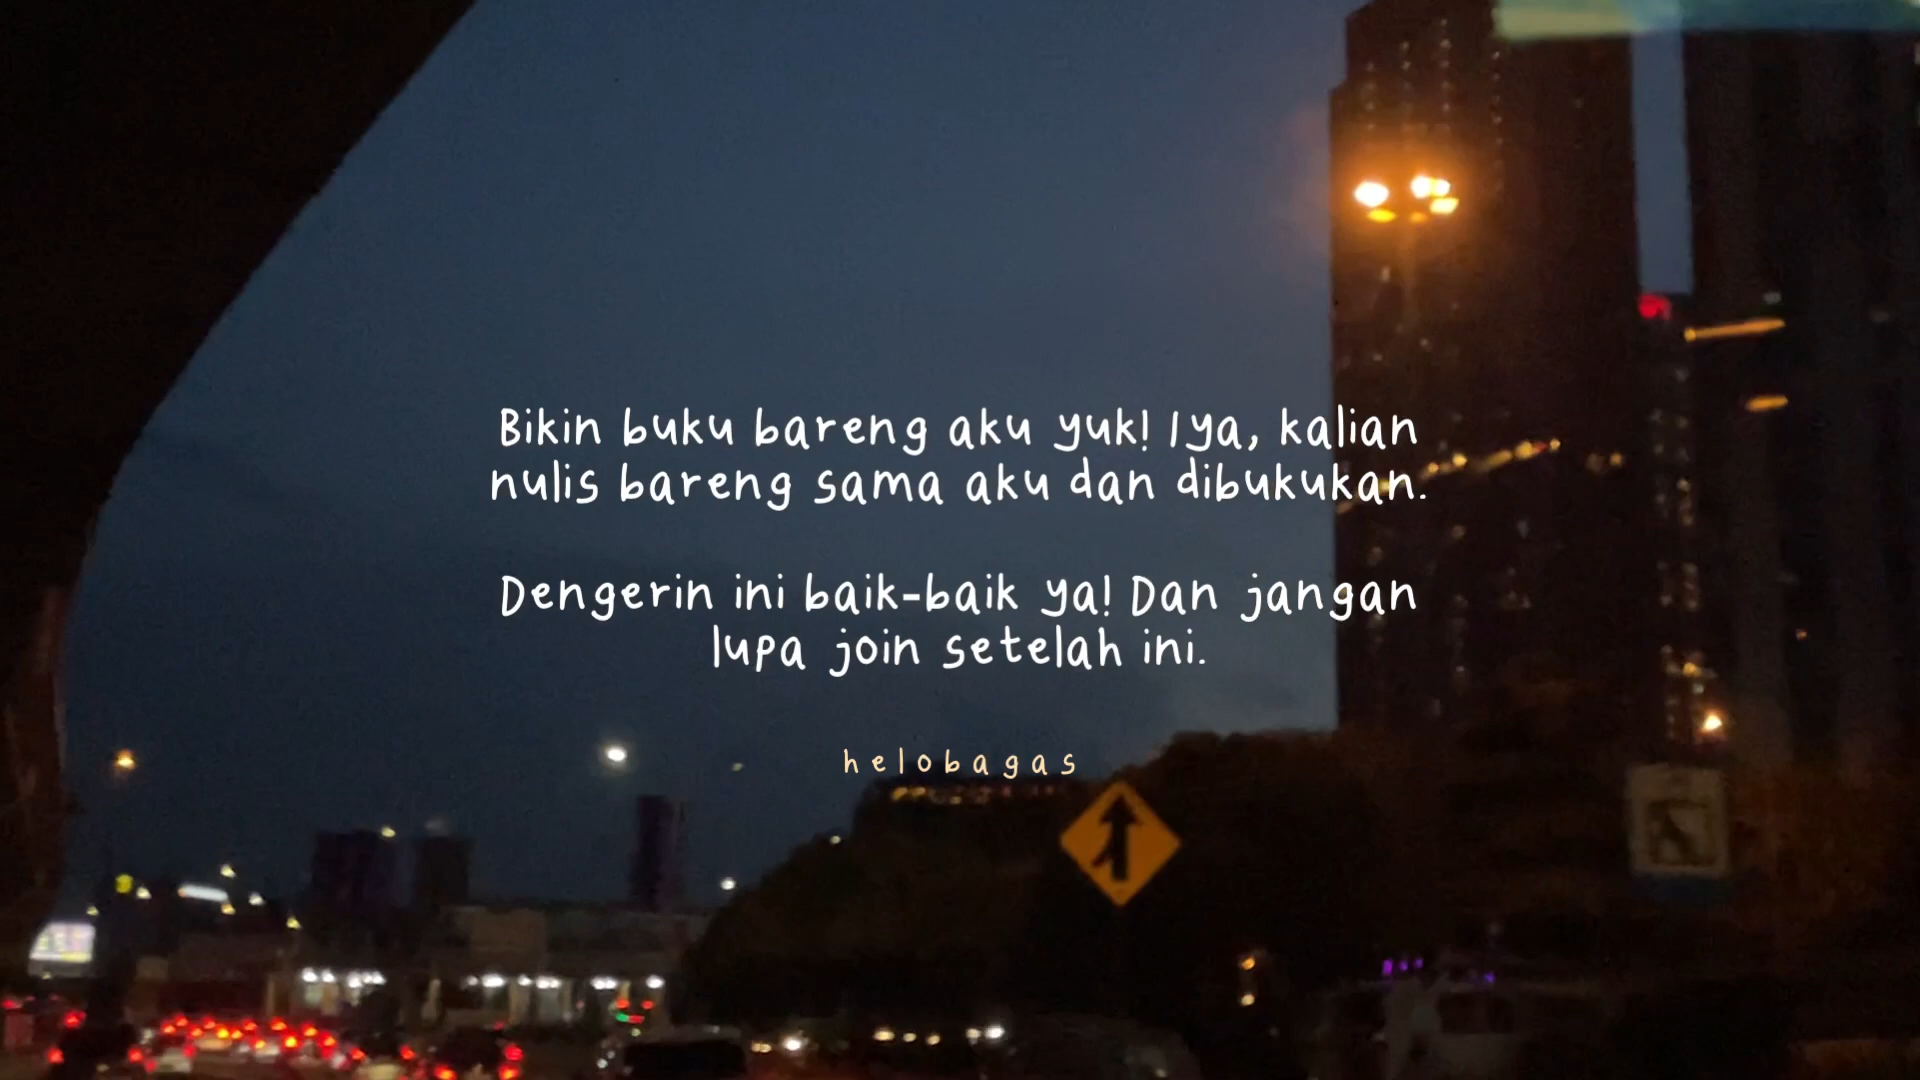 Bikin buku bareng aku yuk! Iya, kalian
nulis bareng sama aku dan dibukukan.
Dengerin ini baik-baik ya! Dan jangan
lupa join setelah ini.
helobagas